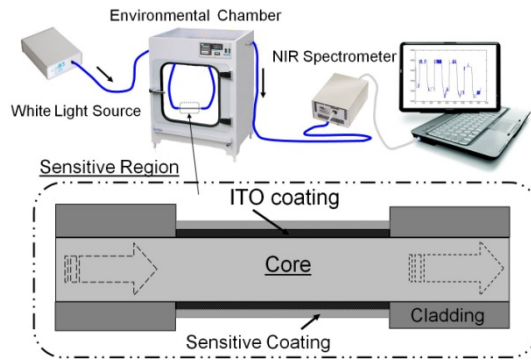 Environmental Chamber
NIR Spectrometer
White Light Source
Sensitive Region
ITO coating
Core
Cladding
Sensitive Coating